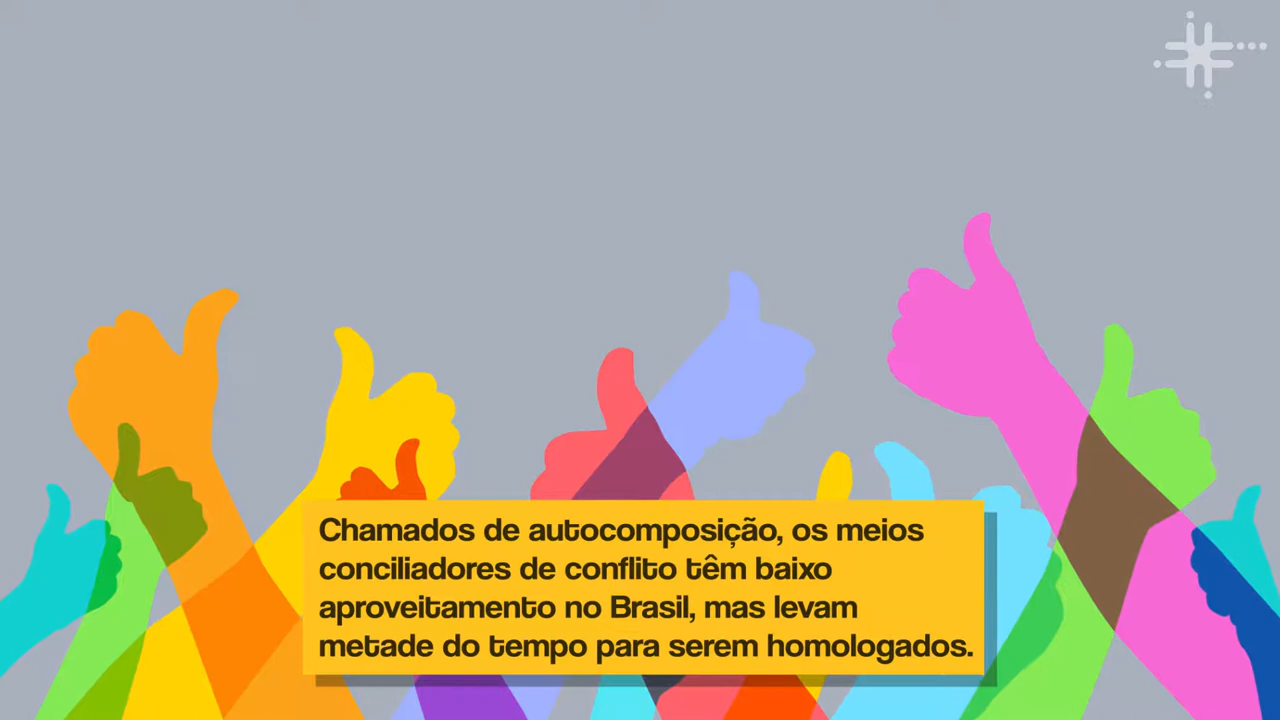 Chamados de autocomposição, os meios
conciliadores de conflito têm baixo
aproveitamento no Brasil, mas levam
metade do tempo para serem homologados.